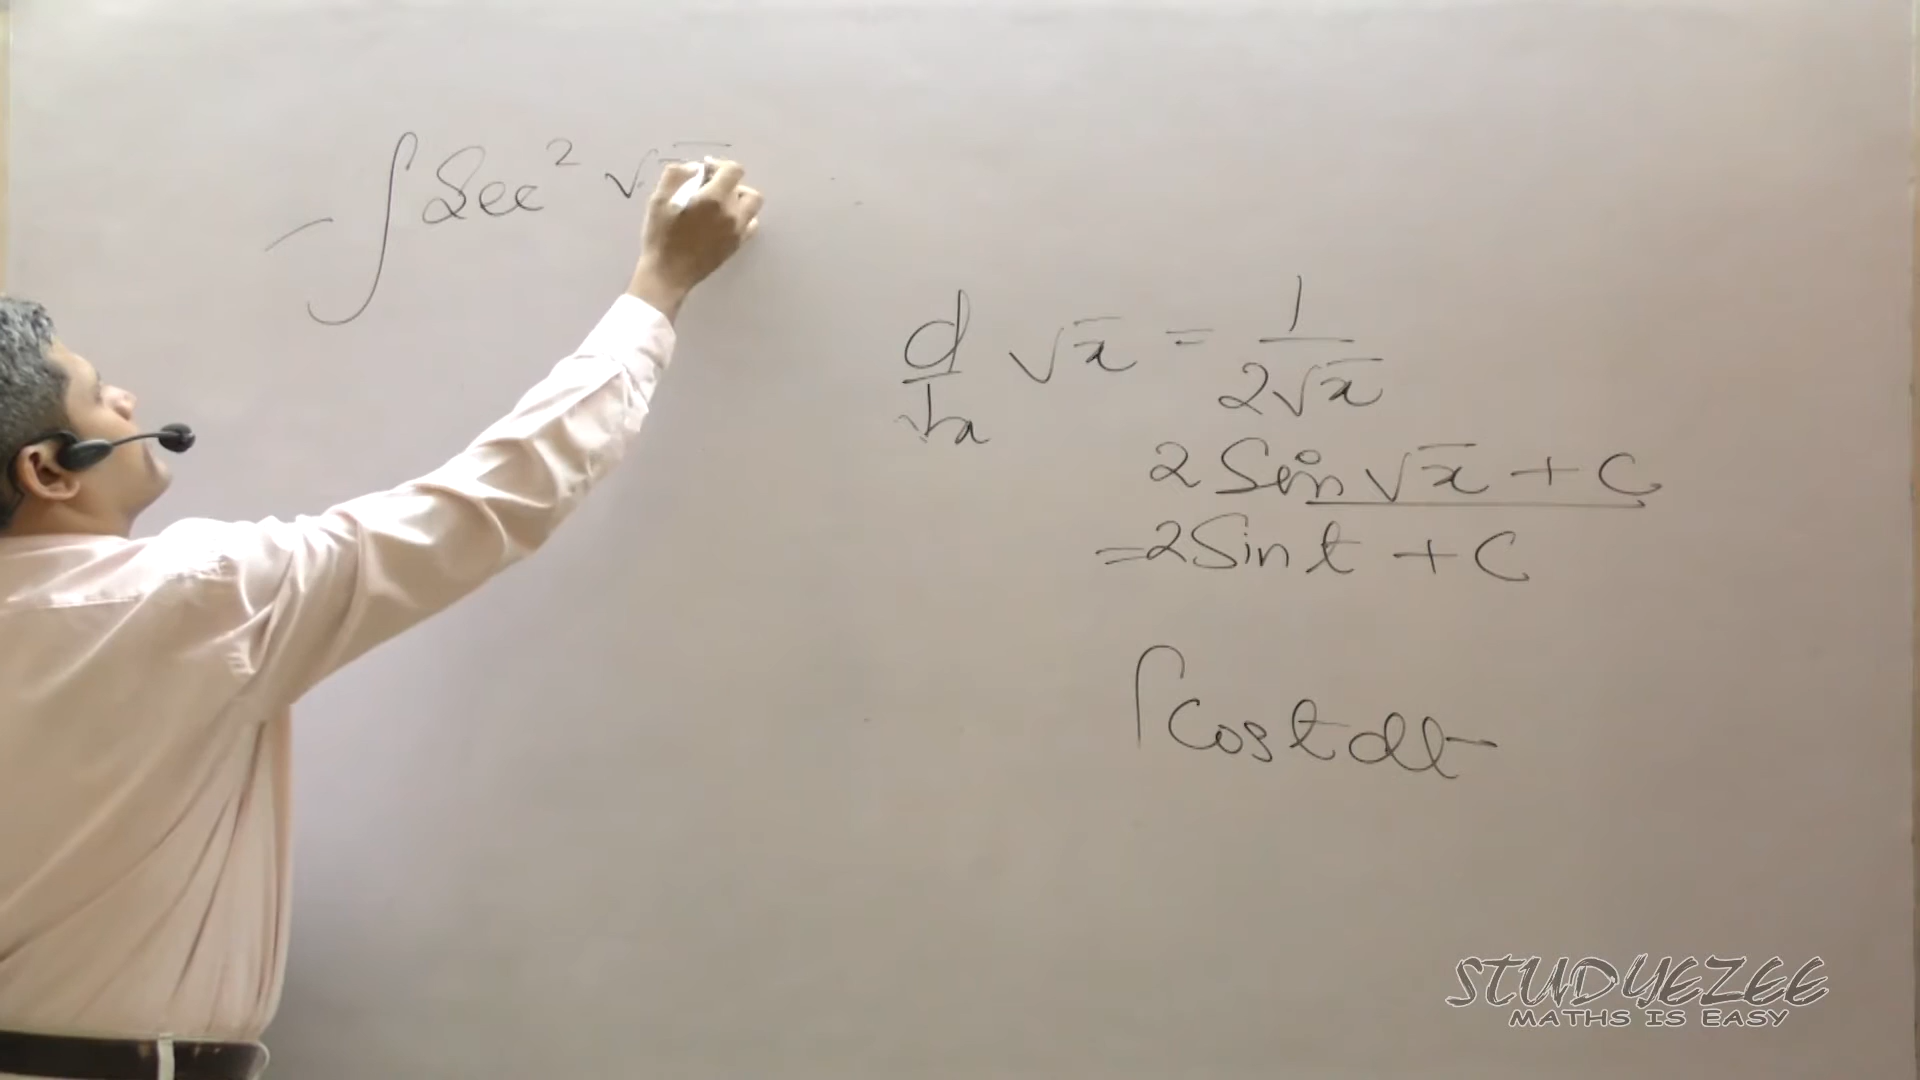 ∫ Sec² √
d/dx √x = 1/2√x
2 Sin √x + C
= 2 Sin t + C
∫ cos t dt
STUDYEZEE
MATHS IS EASY